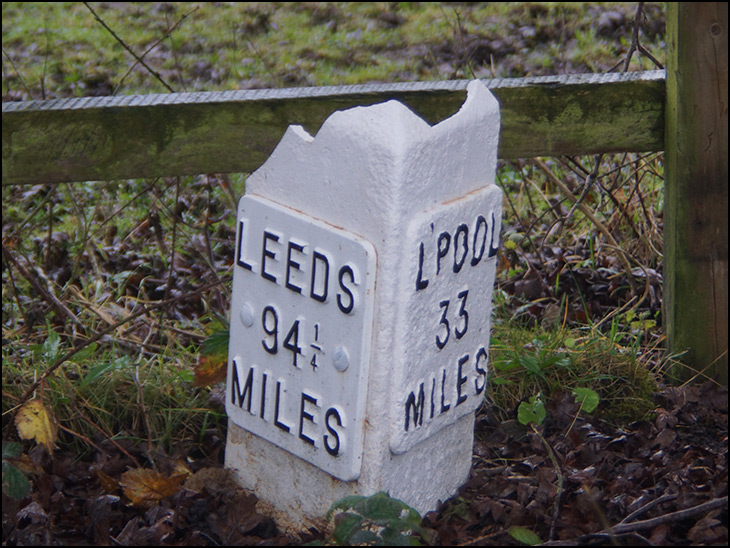 LEEDS
94 1/4
MILES
L'POOL
33
MILES